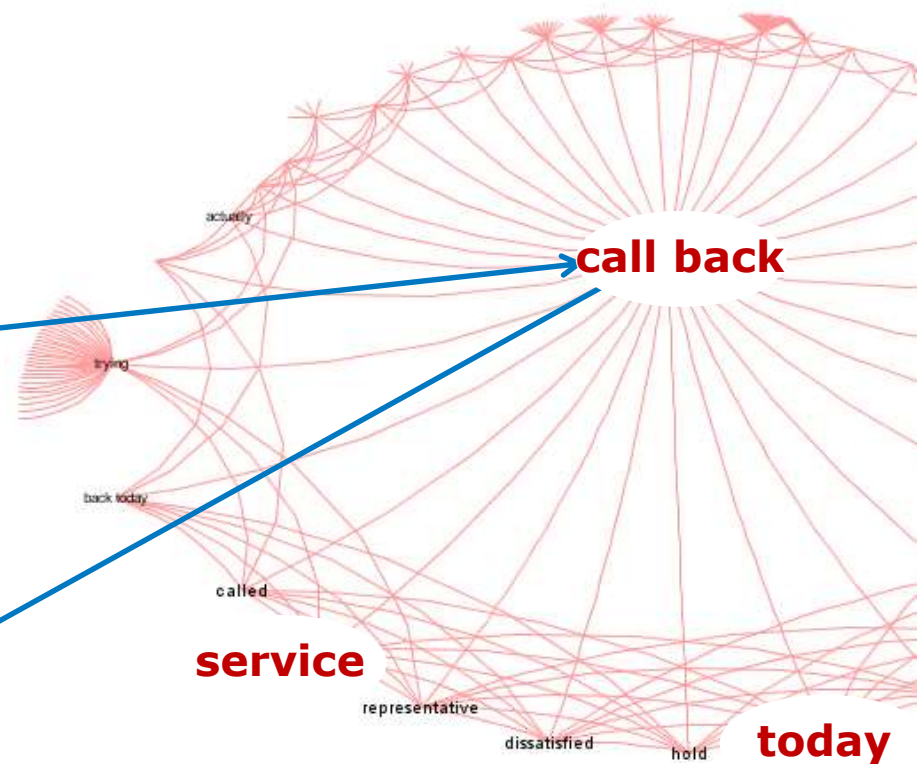 actually
call back
trying
back today
called
service
representative
dissatisfied
hold
today